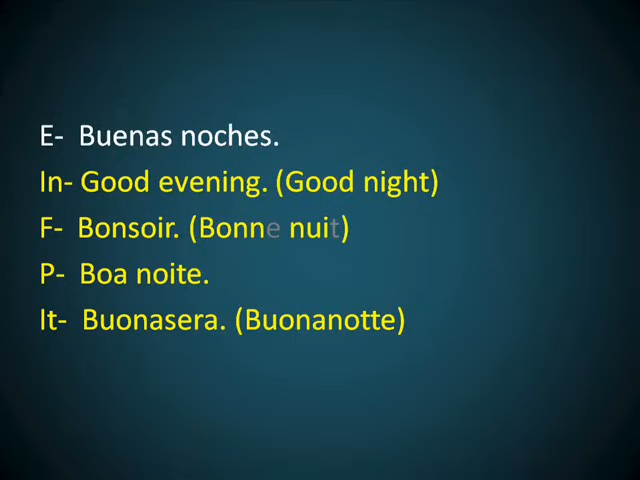 E- Buenas noches.
In- Good evening. (Good night)
F- Bonsoir. (Bonne nuit)
P- Boa noite.
It- Buonasera. (Buonanotte)